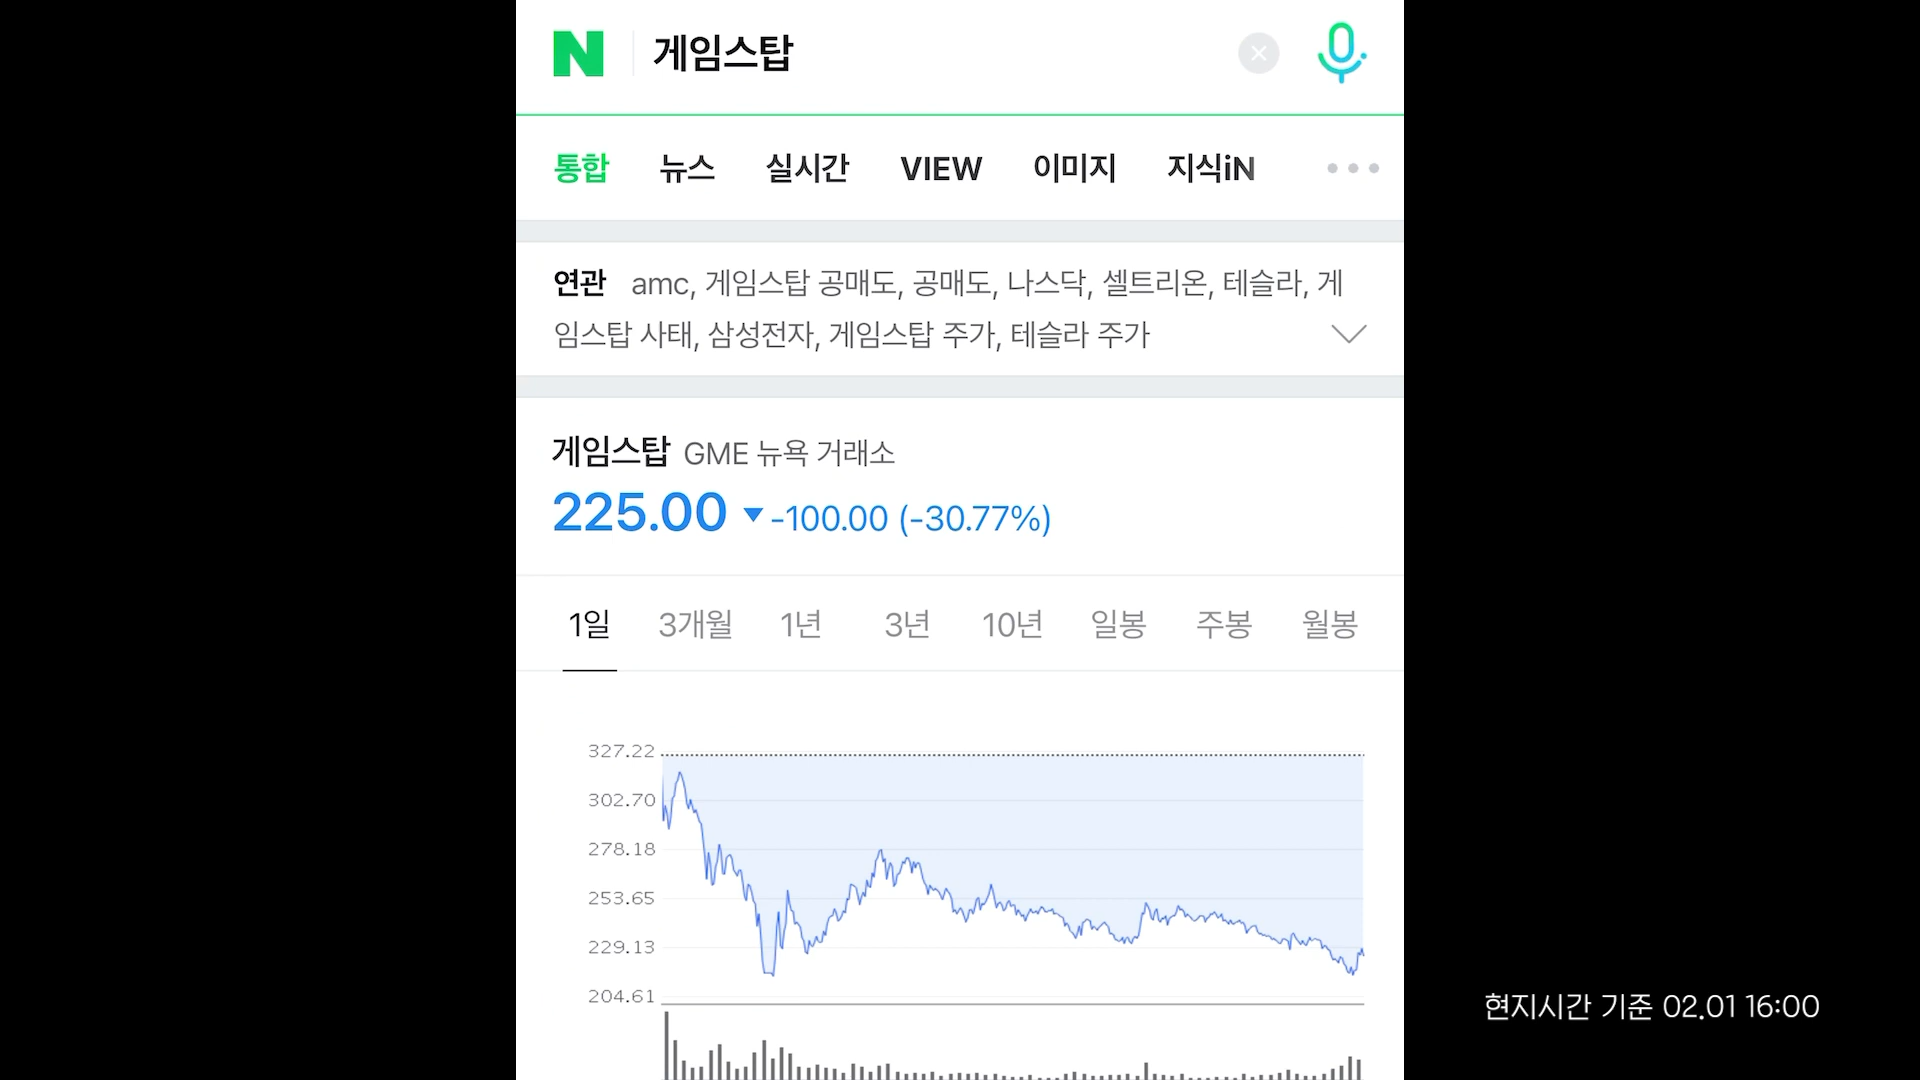 N 게임스탑
통합 뉴스 실시간 VIEW 이미지 지식iN
연관 amc, 게임스탑 공매도, 공매도, 나스닥, 셀트리온, 테슬라, 게
임스탑 사태, 삼성전자, 게임스탑 주가, 테슬라 주가
게임스탑 GME 뉴욕 거래소
225.00 ▼ -100.00 (-30.77%)
1일 3개월 1년 3년 10년 일봉 주봉 월봉
327.22
302.70
278.18
253.65
229.13
204.61
현지시간 기준 02.01 16:00